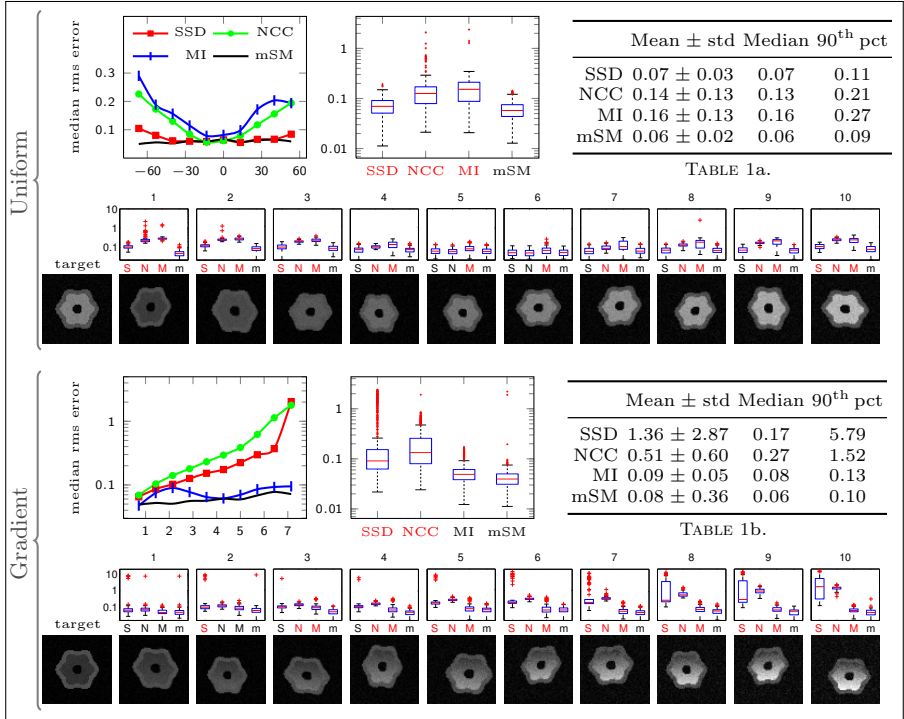 Uniform
SSD NCC
MI mSM
median rms error
0.3
0.2
0.1
−60 −30 0 30 60
1
0.1
0.01
SSD NCC MI mSM
Mean ± std Median 90th pct
SSD 0.07 ± 0.03 0.07 0.11
NCC 0.14 ± 0.13 0.13 0.21
MI 0.16 ± 0.13 0.16 0.27
mSM 0.06 ± 0.02 0.06 0.09
TABLE 1a.
1 2 3 4 5 6 7 8 9 10
10
1
0.1
target
S N M m S N M m S N M m S N M m S N M m S N M m S N M m S N M m S N M m S N M m
Gradient
median rms error
1
0.1
1 2 3 4 5 6 7
1
0.1
0.01
SSD NCC MI mSM
Mean ± std Median 90th pct
SSD 1.36 ± 2.87 0.17 5.79
NCC 0.51 ± 0.60 0.27 1.52
MI 0.09 ± 0.05 0.08 0.13
mSM 0.08 ± 0.36 0.06 0.10
TABLE 1b.
1 2 3 4 5 6 7 8 9 10
10
1
0.1
target
S N M m S N M m S N M m S N M m S N M m S N M m S N M m S N M m S N M m S N M m